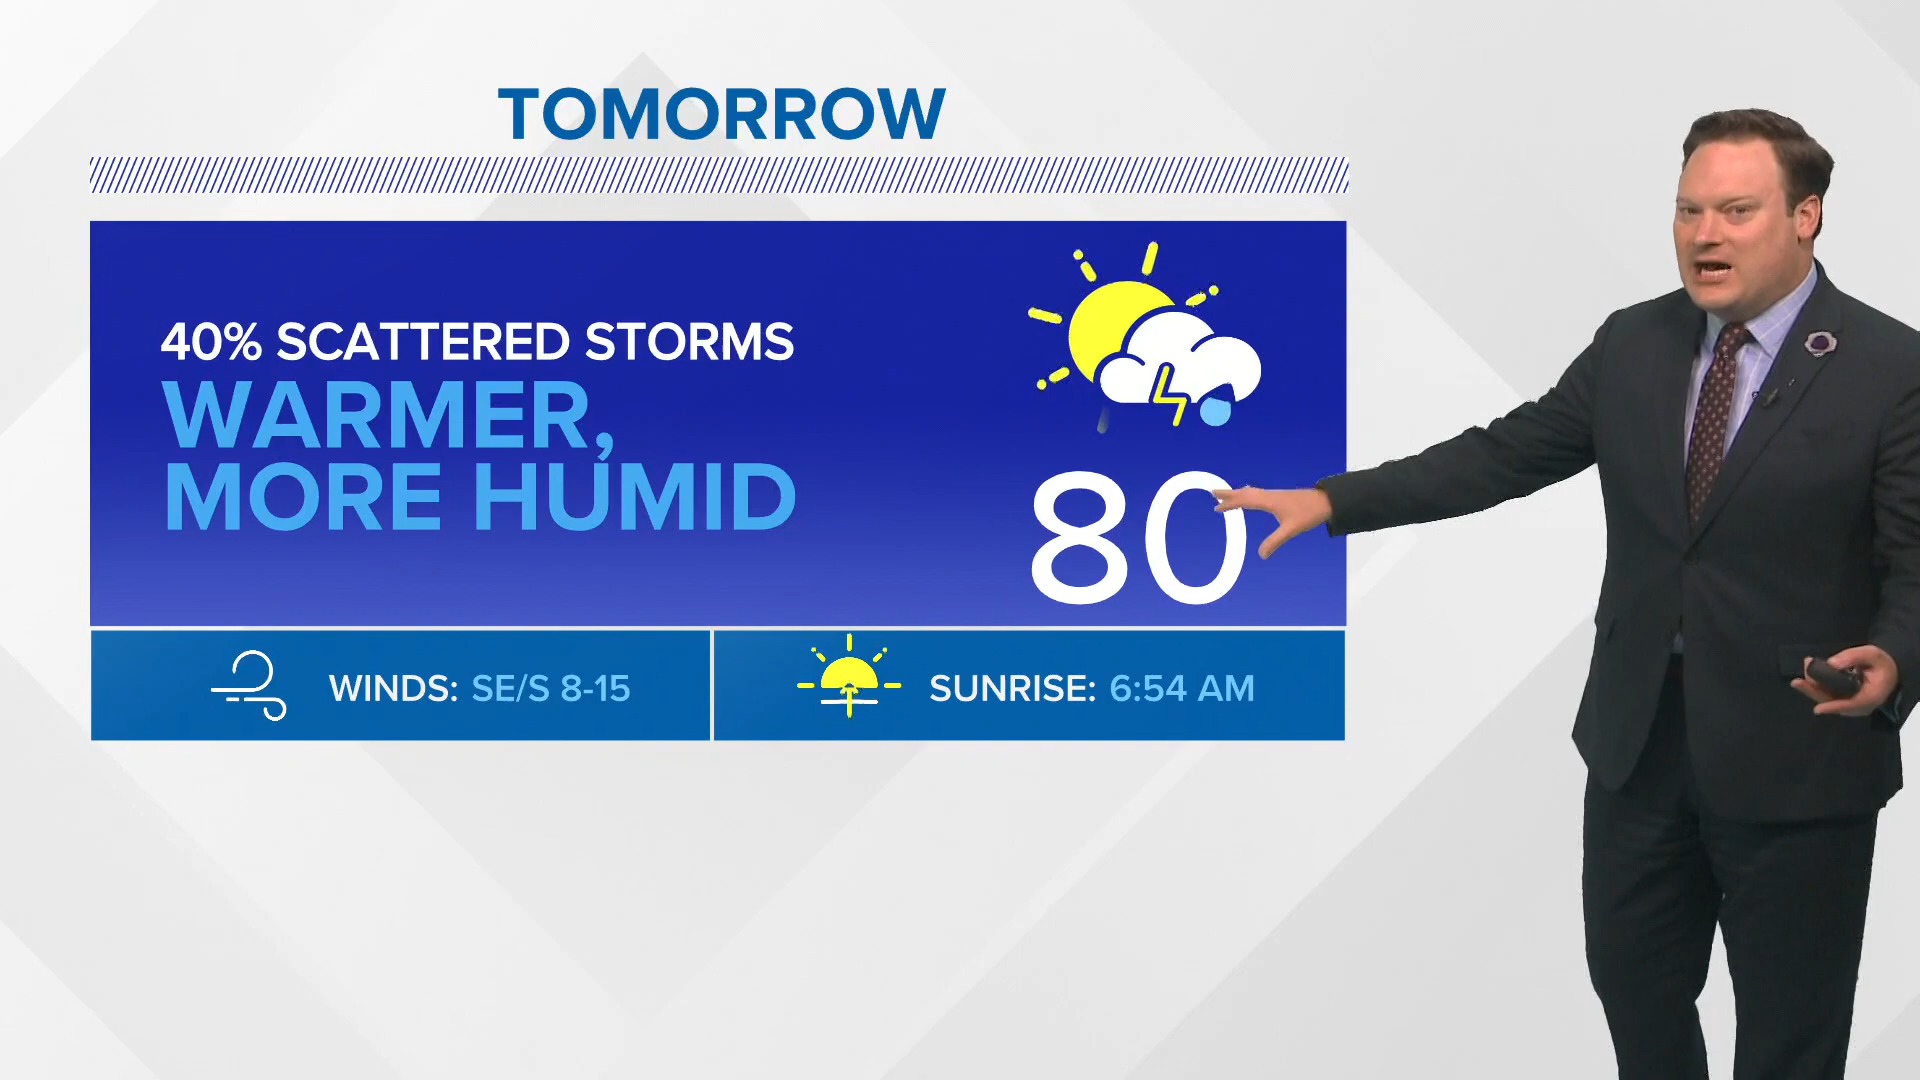 TOMORROW
40% SCATTERED STORMS
WARMER,
MORE HUMID
80
WINDS: SE/S 8-15
SUNRISE: 6:54 AM